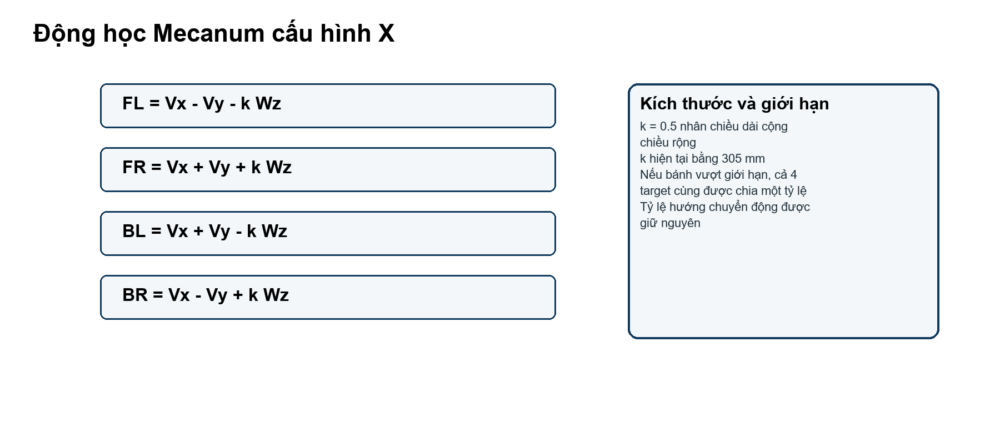 Động học Mecanum cấu hình X
FL = Vx - Vy - k Wz
FR = Vx + Vy + k Wz
BL = Vx + Vy - k Wz
BR = Vx - Vy + k Wz
Kích thước và giới hạn
k = 0.5 nhân chiều dài cộng
chiều rộng
k hiện tại bằng 305 mm
Nếu bánh vượt giới hạn, cả 4
target cùng được chia một tỷ lệ
Tỷ lệ hướng chuyển động được
giữ nguyên